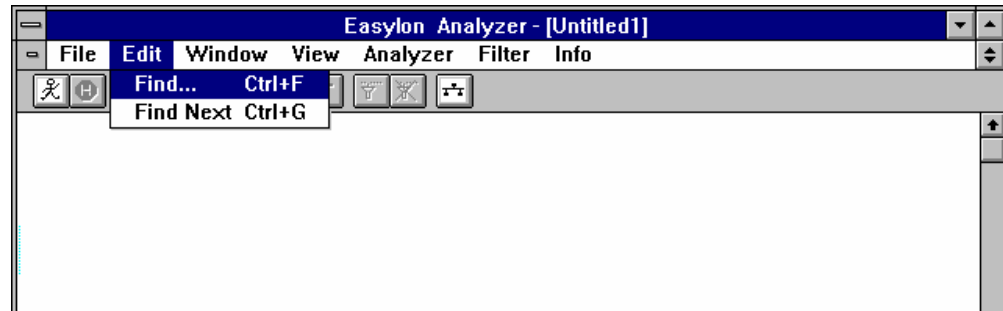 Easylon Analyzer - [Untitled1]
File Edit Window View Analyzer Filter Info
Find... Ctrl+F
Find Next Ctrl+G